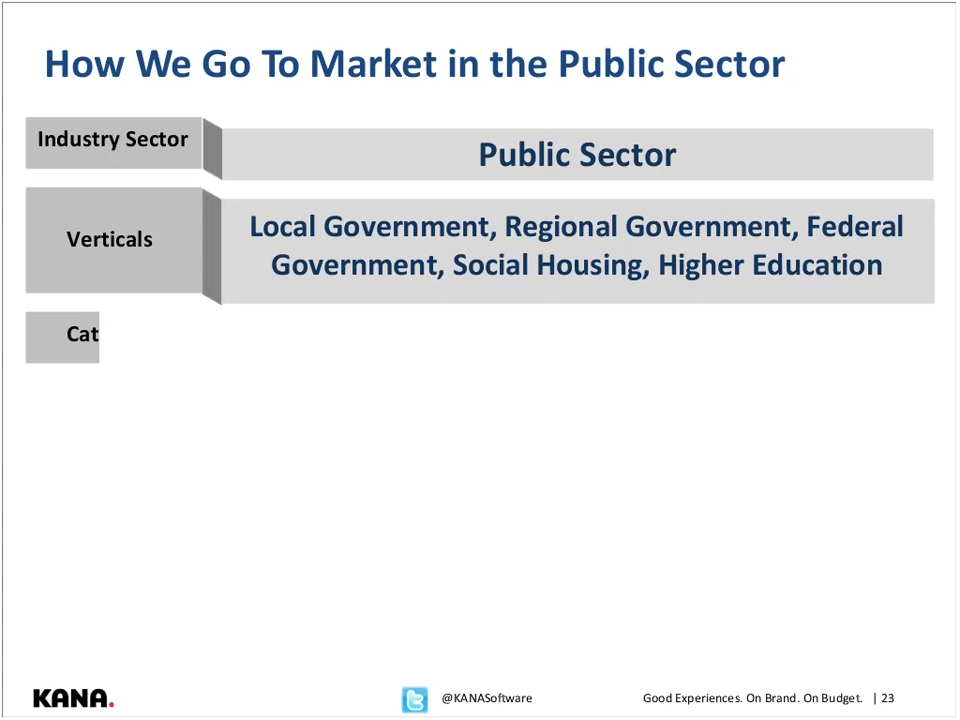 How We Go To Market in the Public Sector
Industry Sector
Public Sector
Verticals
Local Government, Regional Government, Federal
Government, Social Housing, Higher Education
Cat
KANA.
@KANASoftware
Good Experiences. On Brand. On Budget. | 23